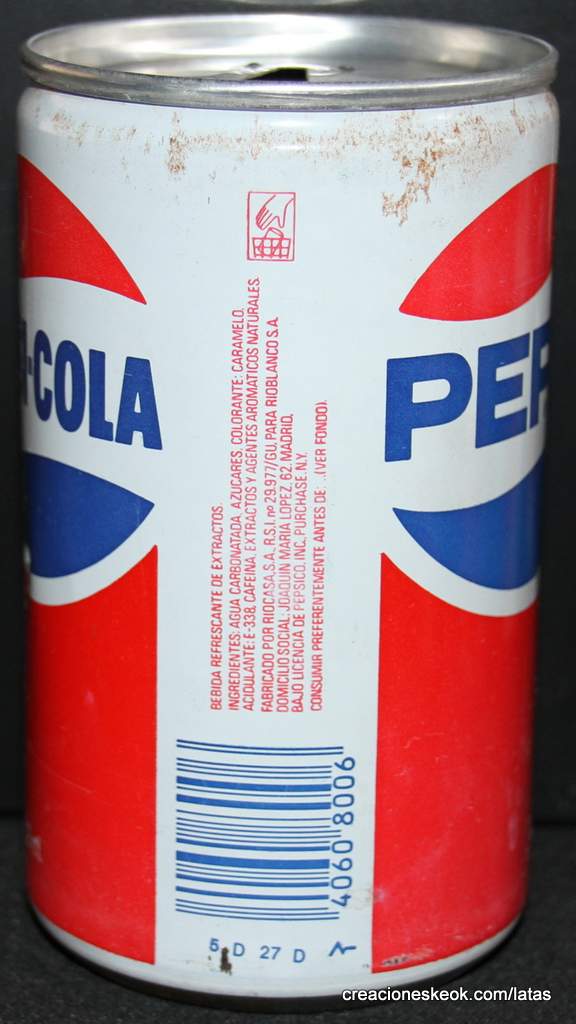 -COLA
PEP
BEBIDA REFRESCANTE DE EXTRACTOS.
INGREDIENTES: AGUA CARBONATADA, AZUCARES, COLORANTE: CARAMELO,
ACIDULANTE: E-338, CAFEINA, EXTRACTOS Y AGENTES AROMATICOS NATURALES.
FABRICADO POR RIOCASA, S.A., R.S.I. nº 29.977/GU, PARA RIOBLANCO S.A.
DOMICILIO SOCIAL: JOAQUIN MARIA LOPEZ, 62. MADRID,
BAJO LICENCIA DE PEPSICO, INC. PURCHASE. N.Y.
CONSUMIR PREFERENTEMENTE ANTES DE: . (VER FONDO).
4060 8006
5 D 27 D
creacioneskeok.com/latas